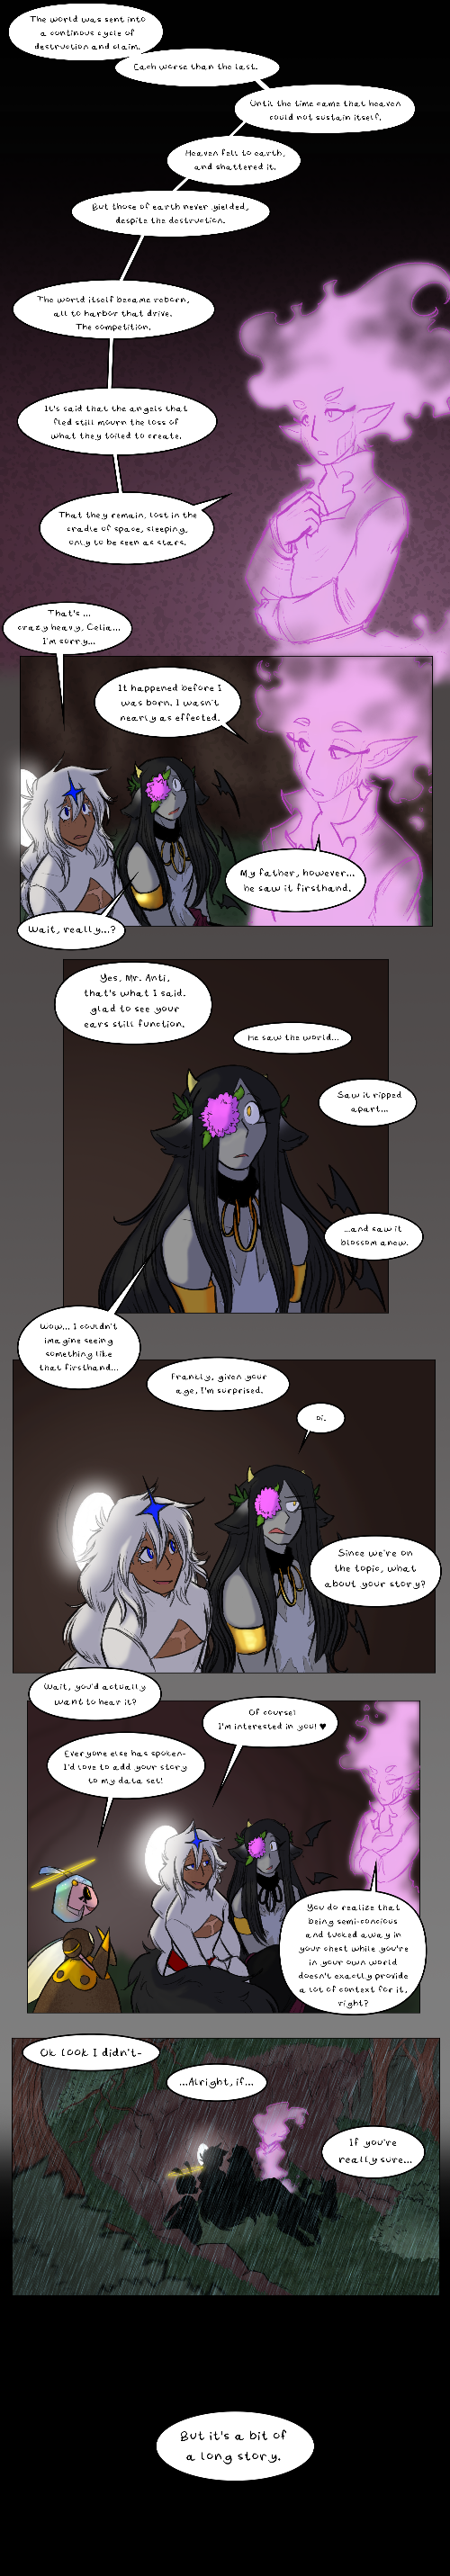 The world was sent into
a continous cycle of
destruction and claim.
Each worse than the last.
Until the time came that heaven
could not sustain itself.
Heaven fell to earth,
and shattered it.
But those of earth never yielded,
despite the destruction.
The world itself became reborn,
all to harbor that drive.
The competition.
It's said that the angels that
fled still mourn the loss of
what they toiled to create.
That they remain, lost in the
cradle of space, sleeping,
only to be seen as stars.
That's ...
crazy heavy, Celia...
I'm sorry...
It happened before I
was born. I wasn't
nearly as effected.
My father, however...
he saw it firsthand.
Wait, really...?
Yes, Mr. Anti,
that's what I said.
glad to see your
ears still function.
He saw the world...
Saw it ripped
apart...
...and saw it
blossom anew.
Wow... I couldn't
imagine seeing
something like
that firsthand...
Frankly, given your
age, I'm surprised.
Oi.
Since we're on
the topic, what
about your story?
Wait, you'd actually
want to hear it?
Of course!
I'm interested in you! ♥
Everyone else has spoken-
I'd love to add your story
to my data set!
You do realize that
being semi-concious
and tucked away in
your chest while you're
in your own world
doesn't exactly provide
a lot of context for it,
right?
Ok look I didn't-
...Alright, if...
If you're
really sure...
But it's a bit of
a long story.